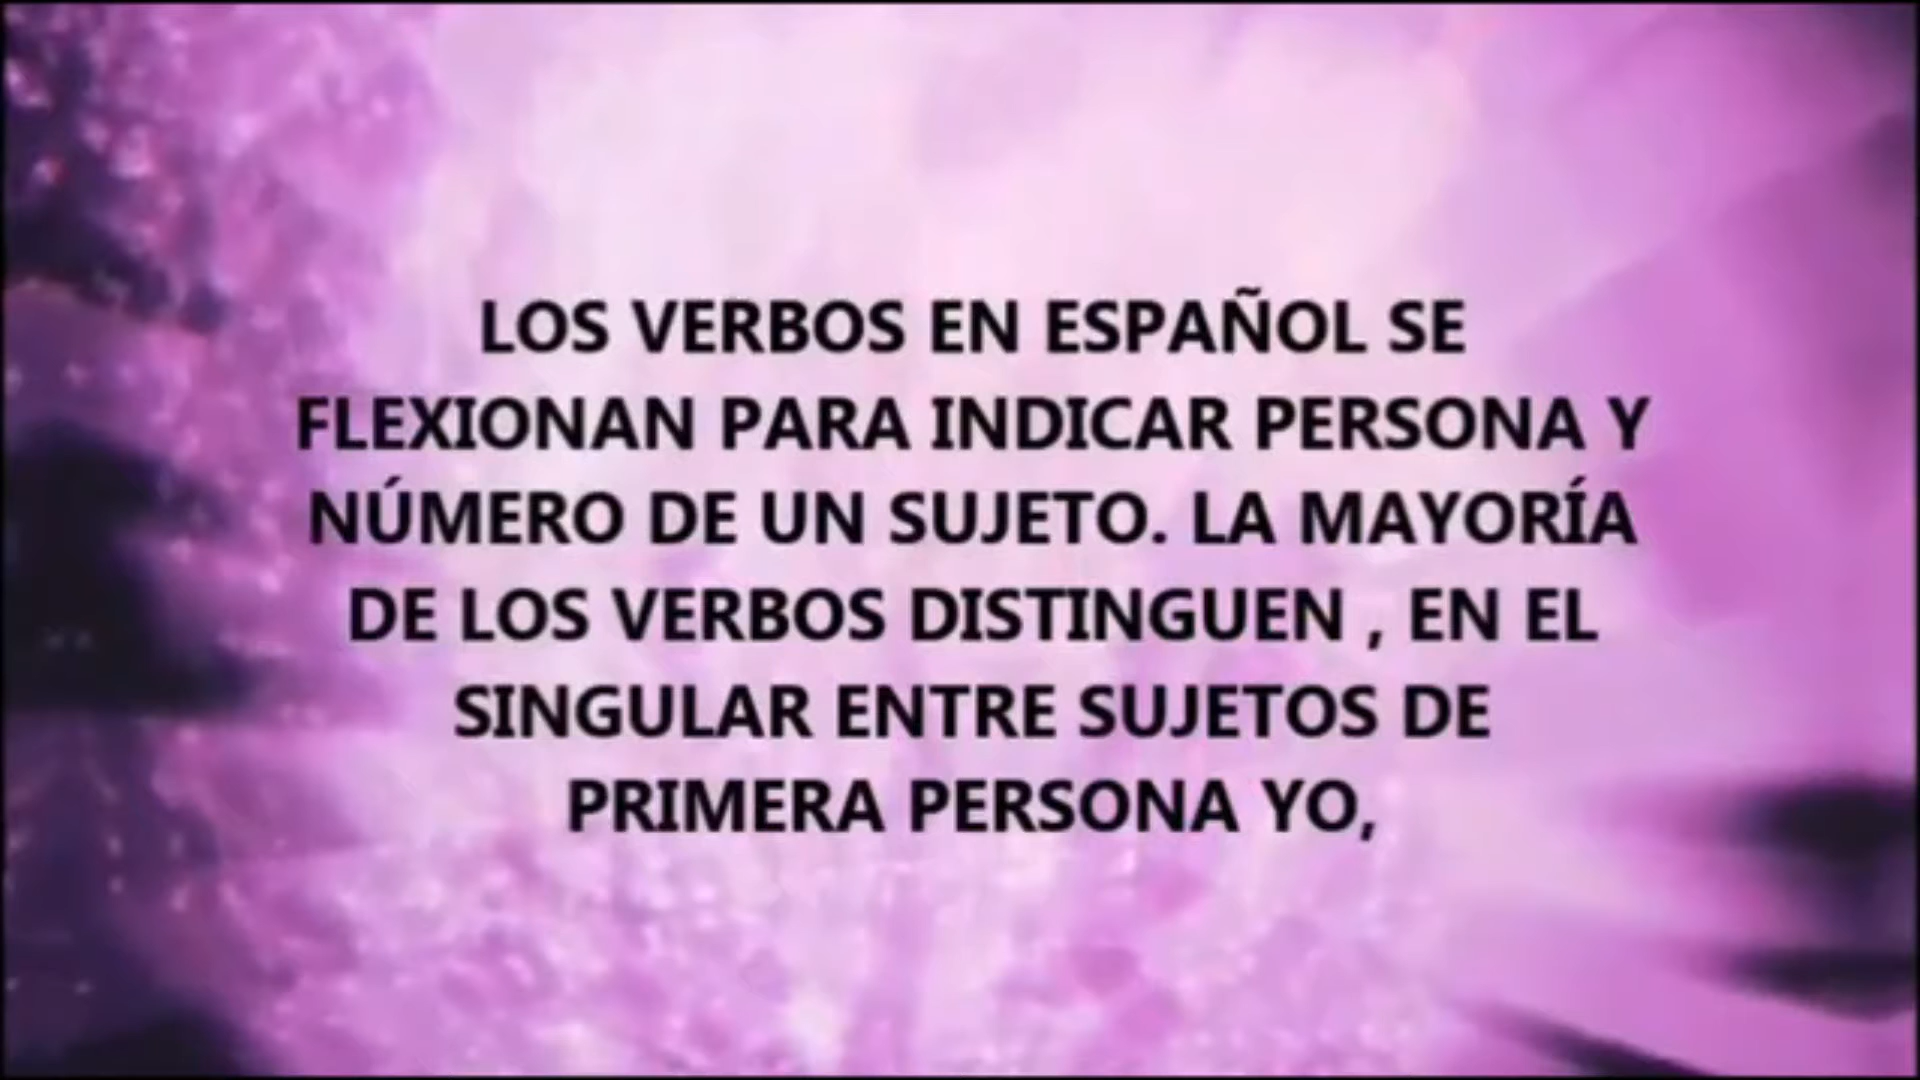 LOS VERBOS EN ESPAÑOL SE
FLEXIONAN PARA INDICAR PERSONA Y
NÚMERO DE UN SUJETO. LA MAYORÍA
DE LOS VERBOS DISTINGUEN , EN EL
SINGULAR ENTRE SUJETOS DE
PRIMERA PERSONA YO,